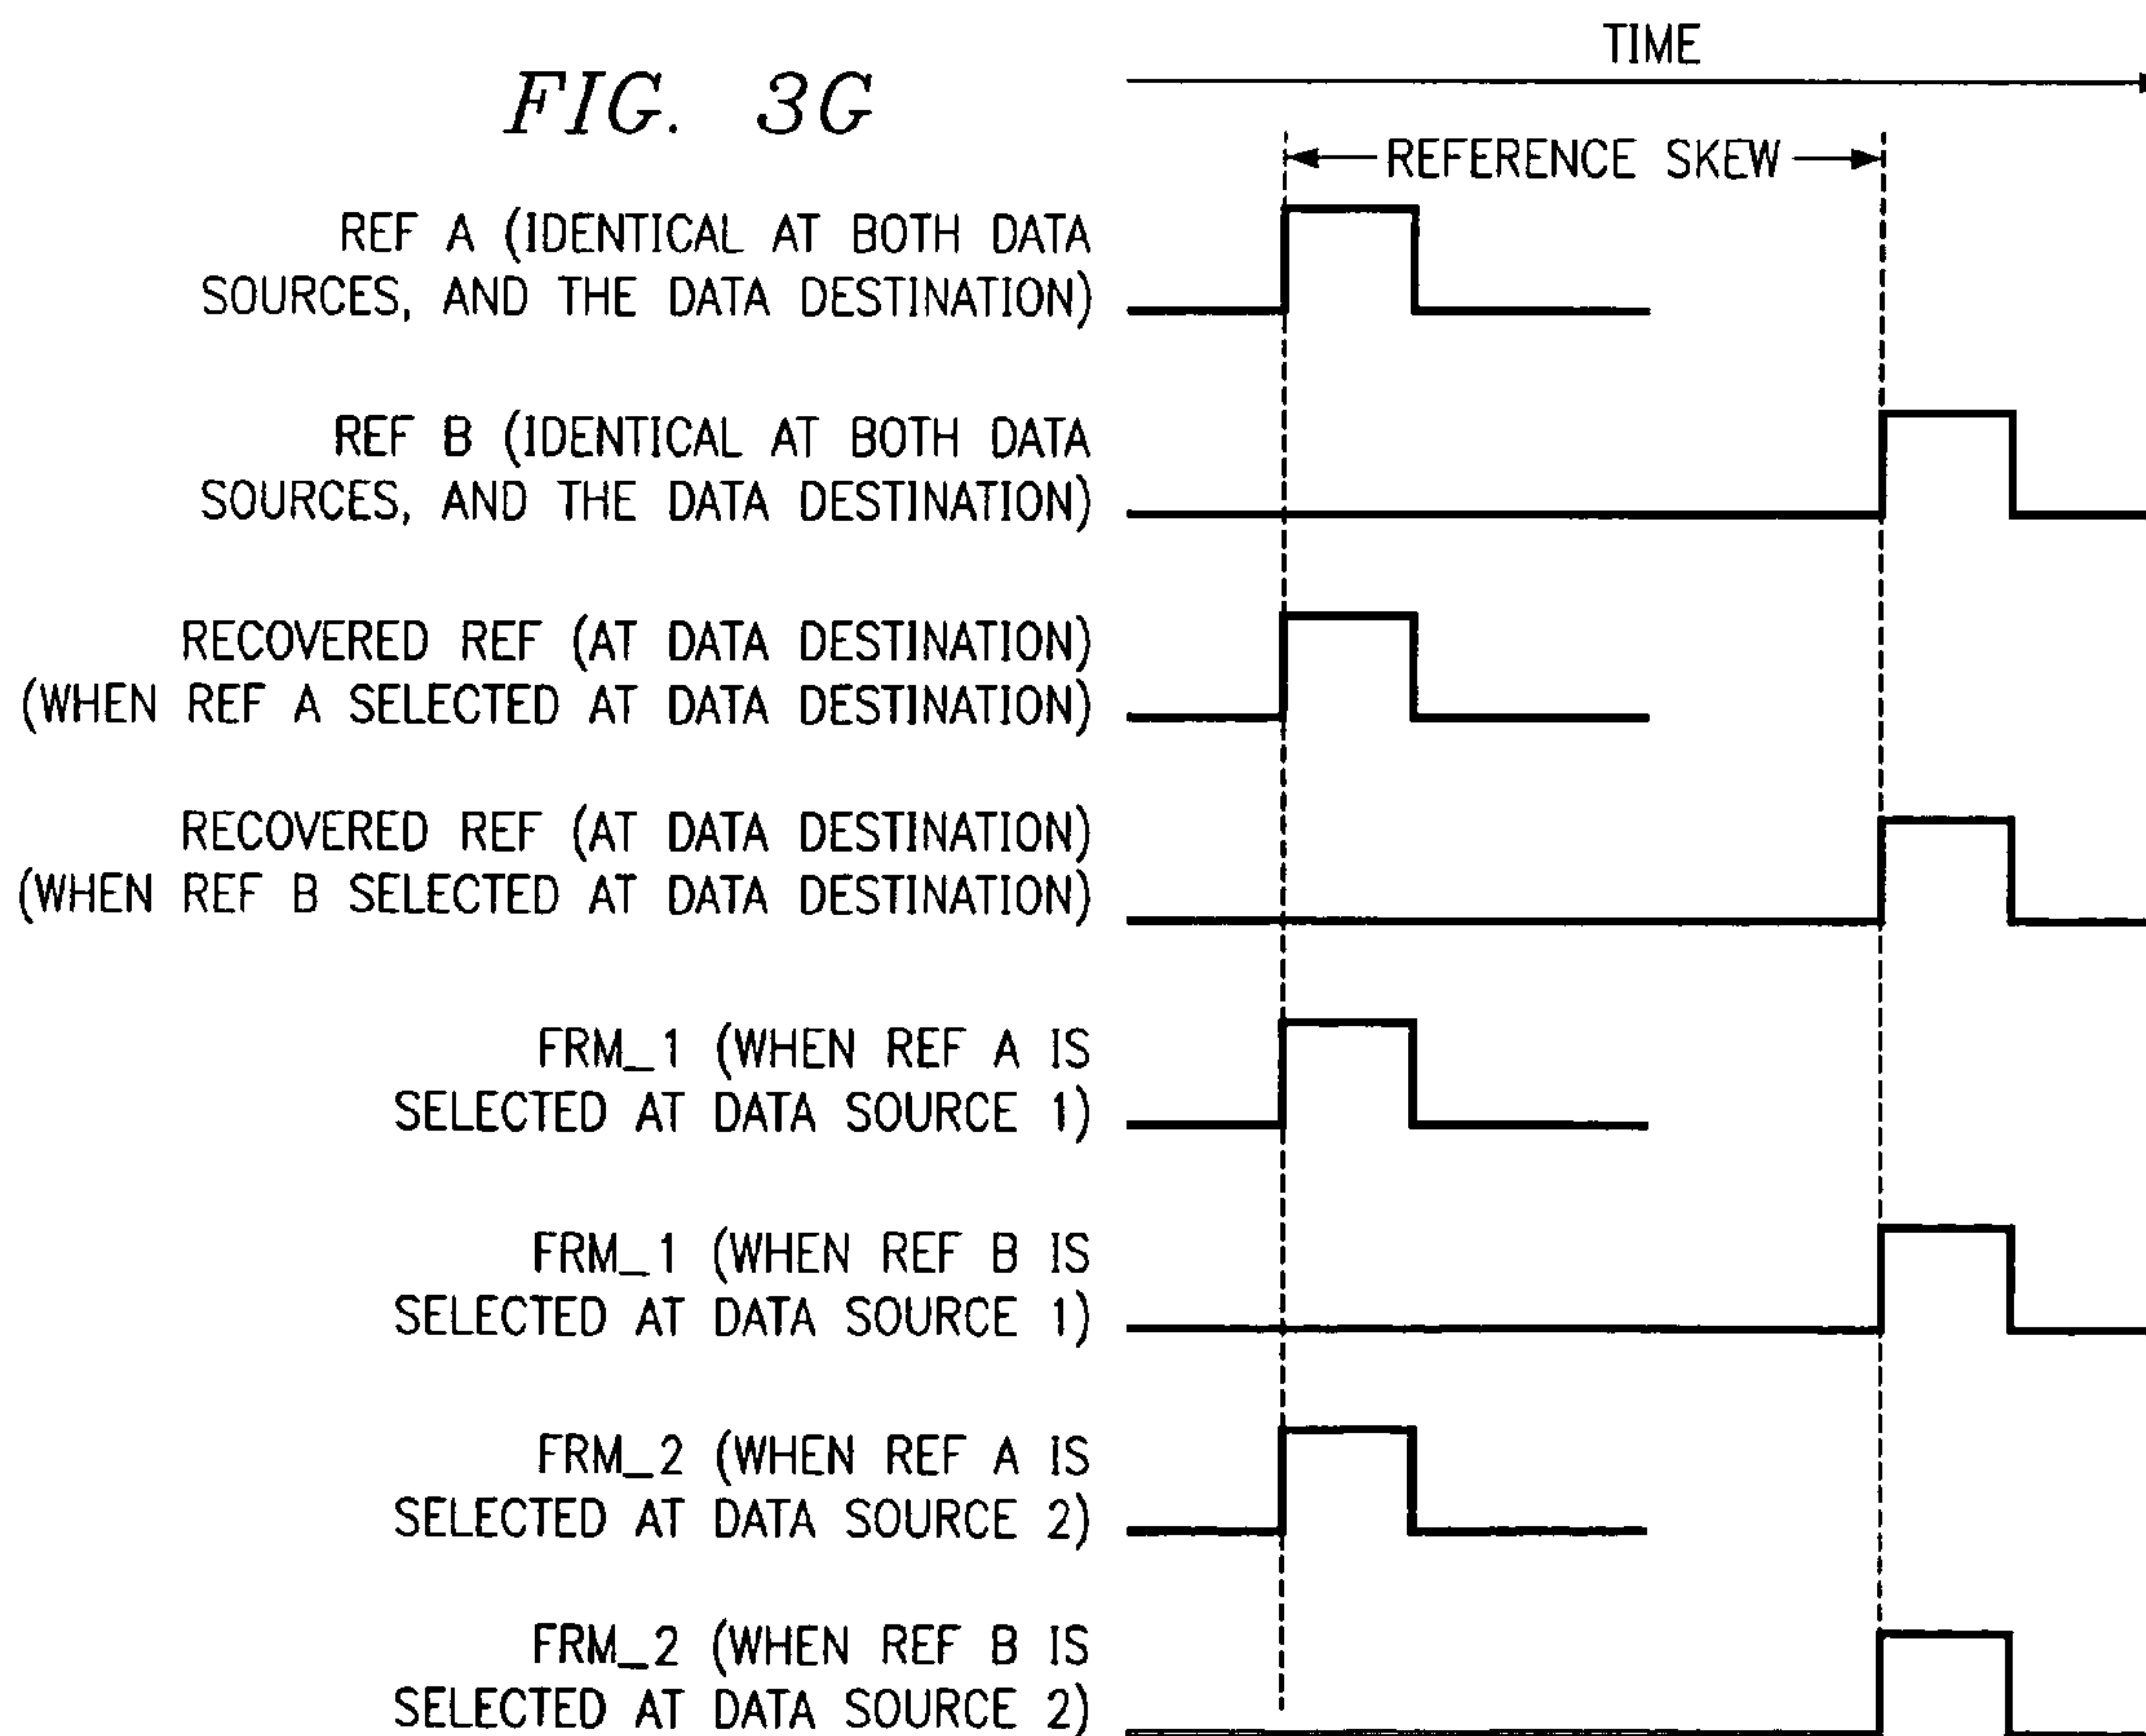 TIME
FIG. 3G
REFERENCE SKEW
REF A (IDENTICAL AT BOTH DATA
SOURCES, AND THE DATA DESTINATION)
REF B (IDENTICAL AT BOTH DATA
SOURCES, AND THE DATA DESTINATION)
RECOVERED REF (AT DATA DESTINATION)
(WHEN REF A SELECTED AT DATA DESTINATION)
RECOVERED REF (AT DATA DESTINATION)
(WHEN REF B SELECTED AT DATA DESTINATION)
FRM_1 (WHEN REF A IS
SELECTED AT DATA SOURCE 1)
FRM_1 (WHEN REF B IS
SELECTED AT DATA SOURCE 1)
FRM_2 (WHEN REF A IS
SELECTED AT DATA SOURCE 2)
FRM_2 (WHEN REF B IS
SELECTED AT DATA SOURCE 2)